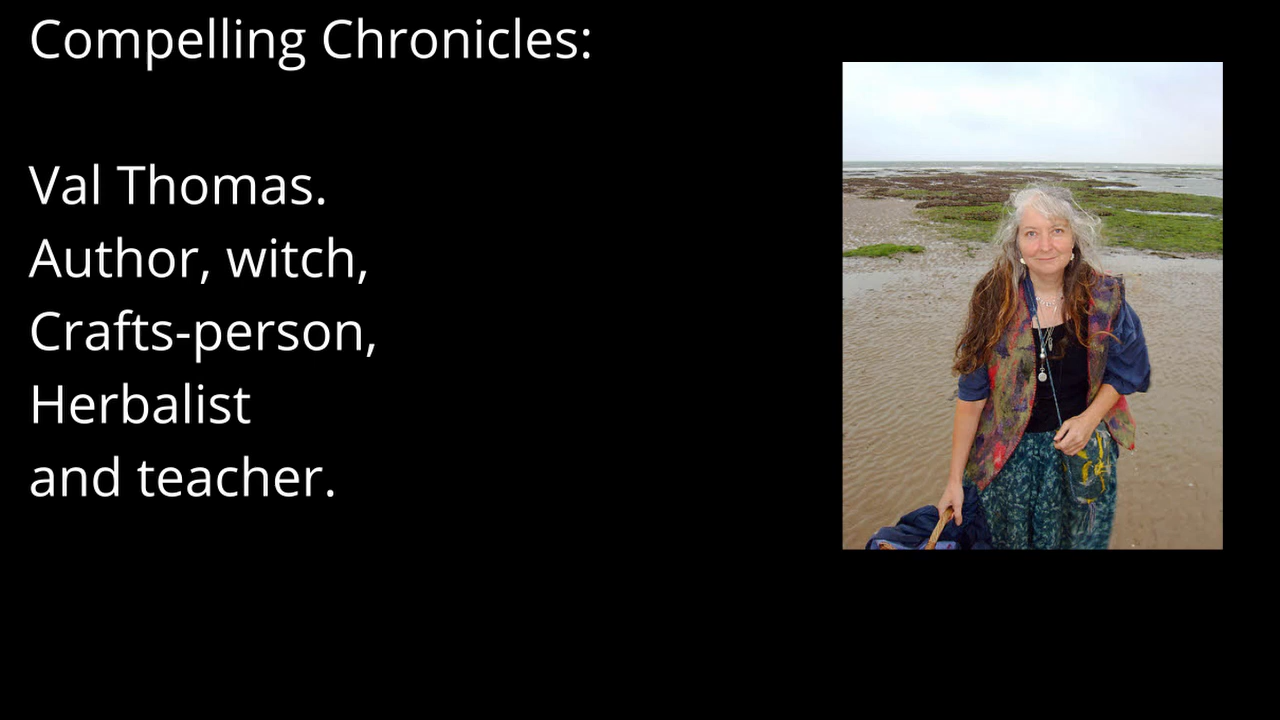 Compelling Chronicles:
Val Thomas.
Author, witch,
Crafts-person,
Herbalist
and teacher.